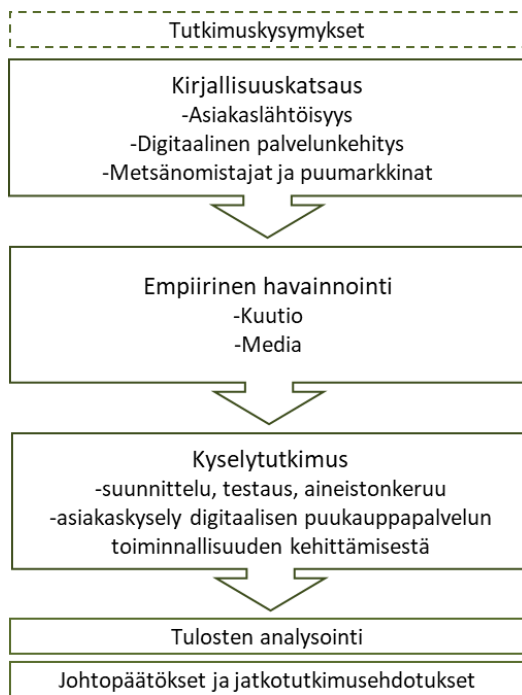 Tutkimuskysymykset
Kirjallisuuskatsaus
-Asiakaslähtöisyys
-Digitaalinen palvelunkehitys
-Metsänomistajat ja puumarkkinat
Empiirinen havainnointi
-Kuutio
-Media
Kyselytutkimus
-suunnittelu, testaus, aineistonkeruu
-asiakaskysely digitaalisen puukauppapalvelun
toiminnallisuuden kehittämisestä
Tulosten analysointi
Johtopäätökset ja jatkotutkimusehdotukset